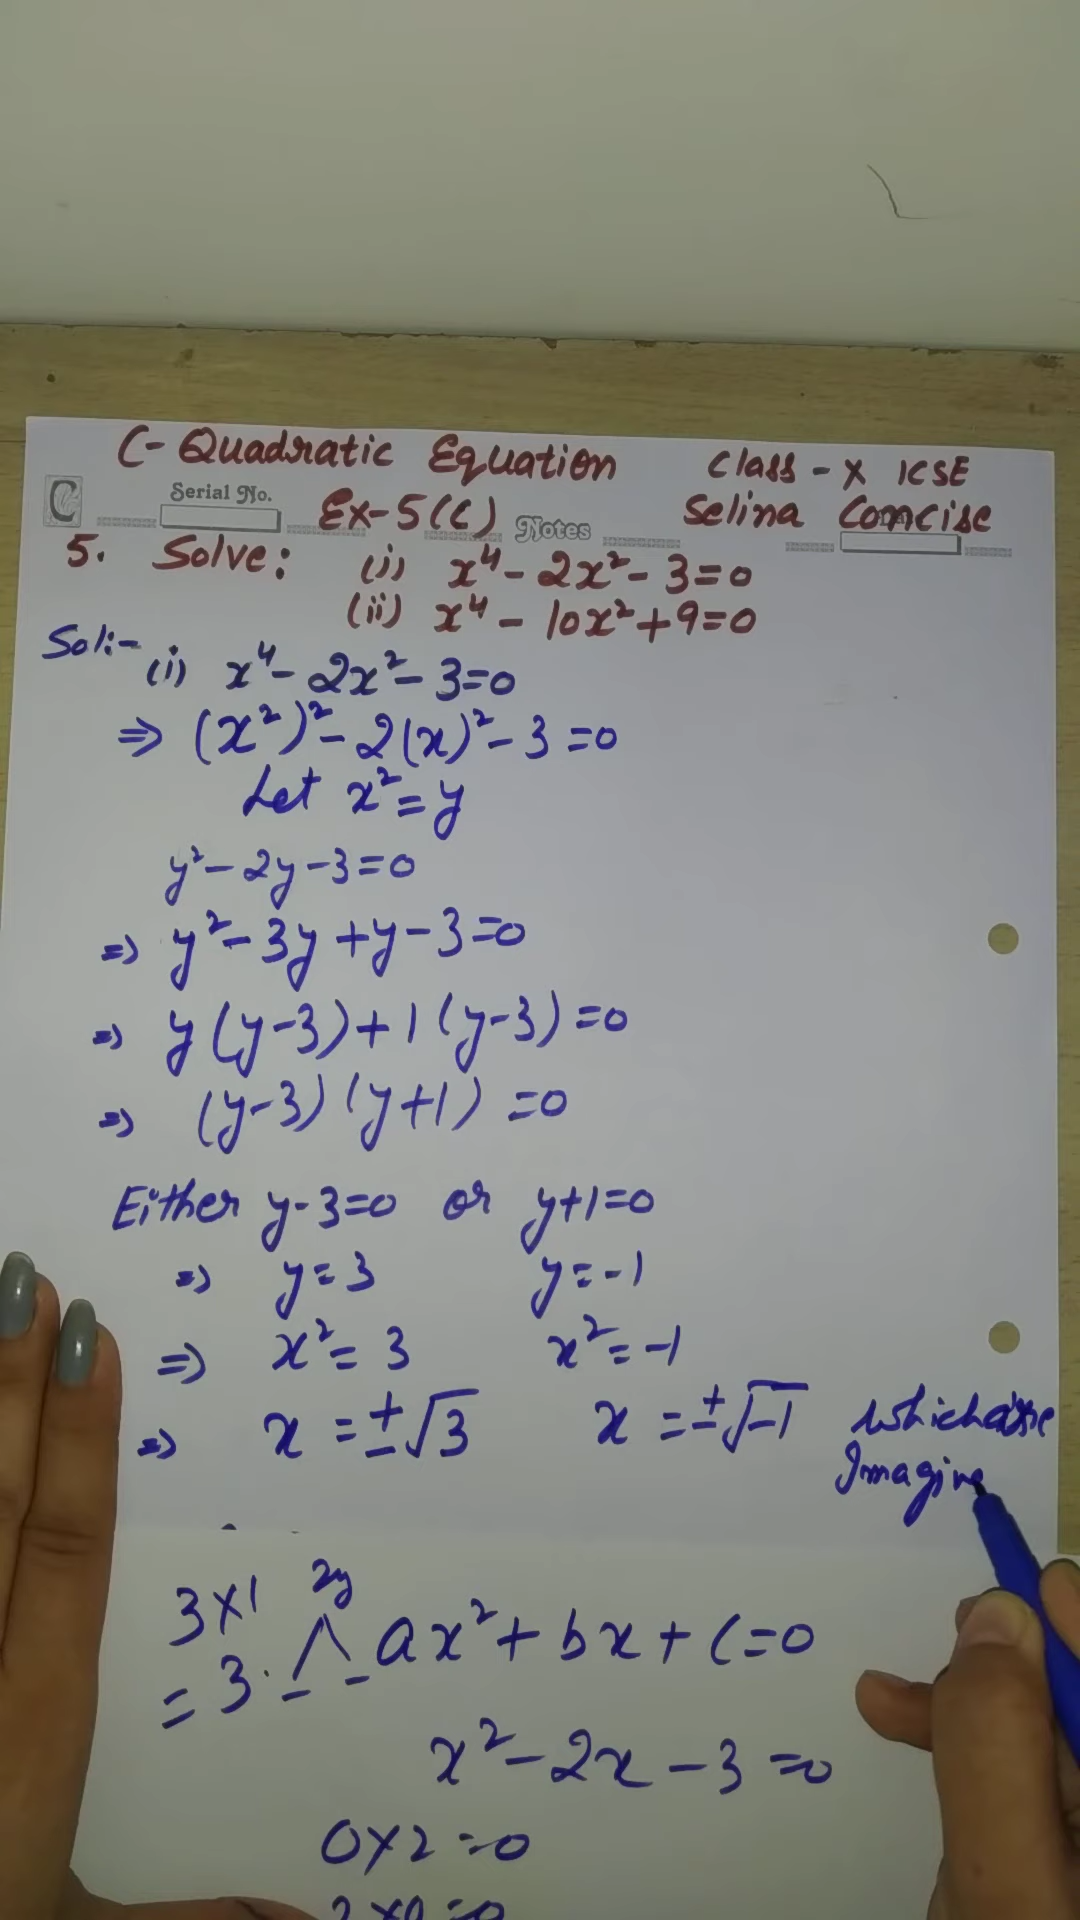 C- Quadratic Equation Class - X ICSE
C Serial No. Ex-5(C) Notes Selina Concise
5. Solve: (i) x⁴ - 2x² - 3=0
(ii) x⁴ - 10x² + 9=0
Sol:-
(i) x⁴ - 2x² - 3=0
⇒ (x²)² - 2(x)² - 3 =0
Let x² = y
y² - 2y - 3 = 0
⇒ y² - 3y + y - 3 = 0
⇒ y (y-3) + 1 (y-3) = 0
⇒ (y-3) (y+1) = 0
Either y-3=0 or y+1=0
⇒ y = 3 y = -1
⇒ x² = 3 x² = -1
⇒ x = ±√3 x = ±√-1 which are
Imagin
3×1 2y
= 3. ax² + bx + c = 0
x² - 2x - 3 = 0
0×2 = 0